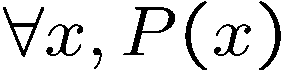 ∀x, P(x)